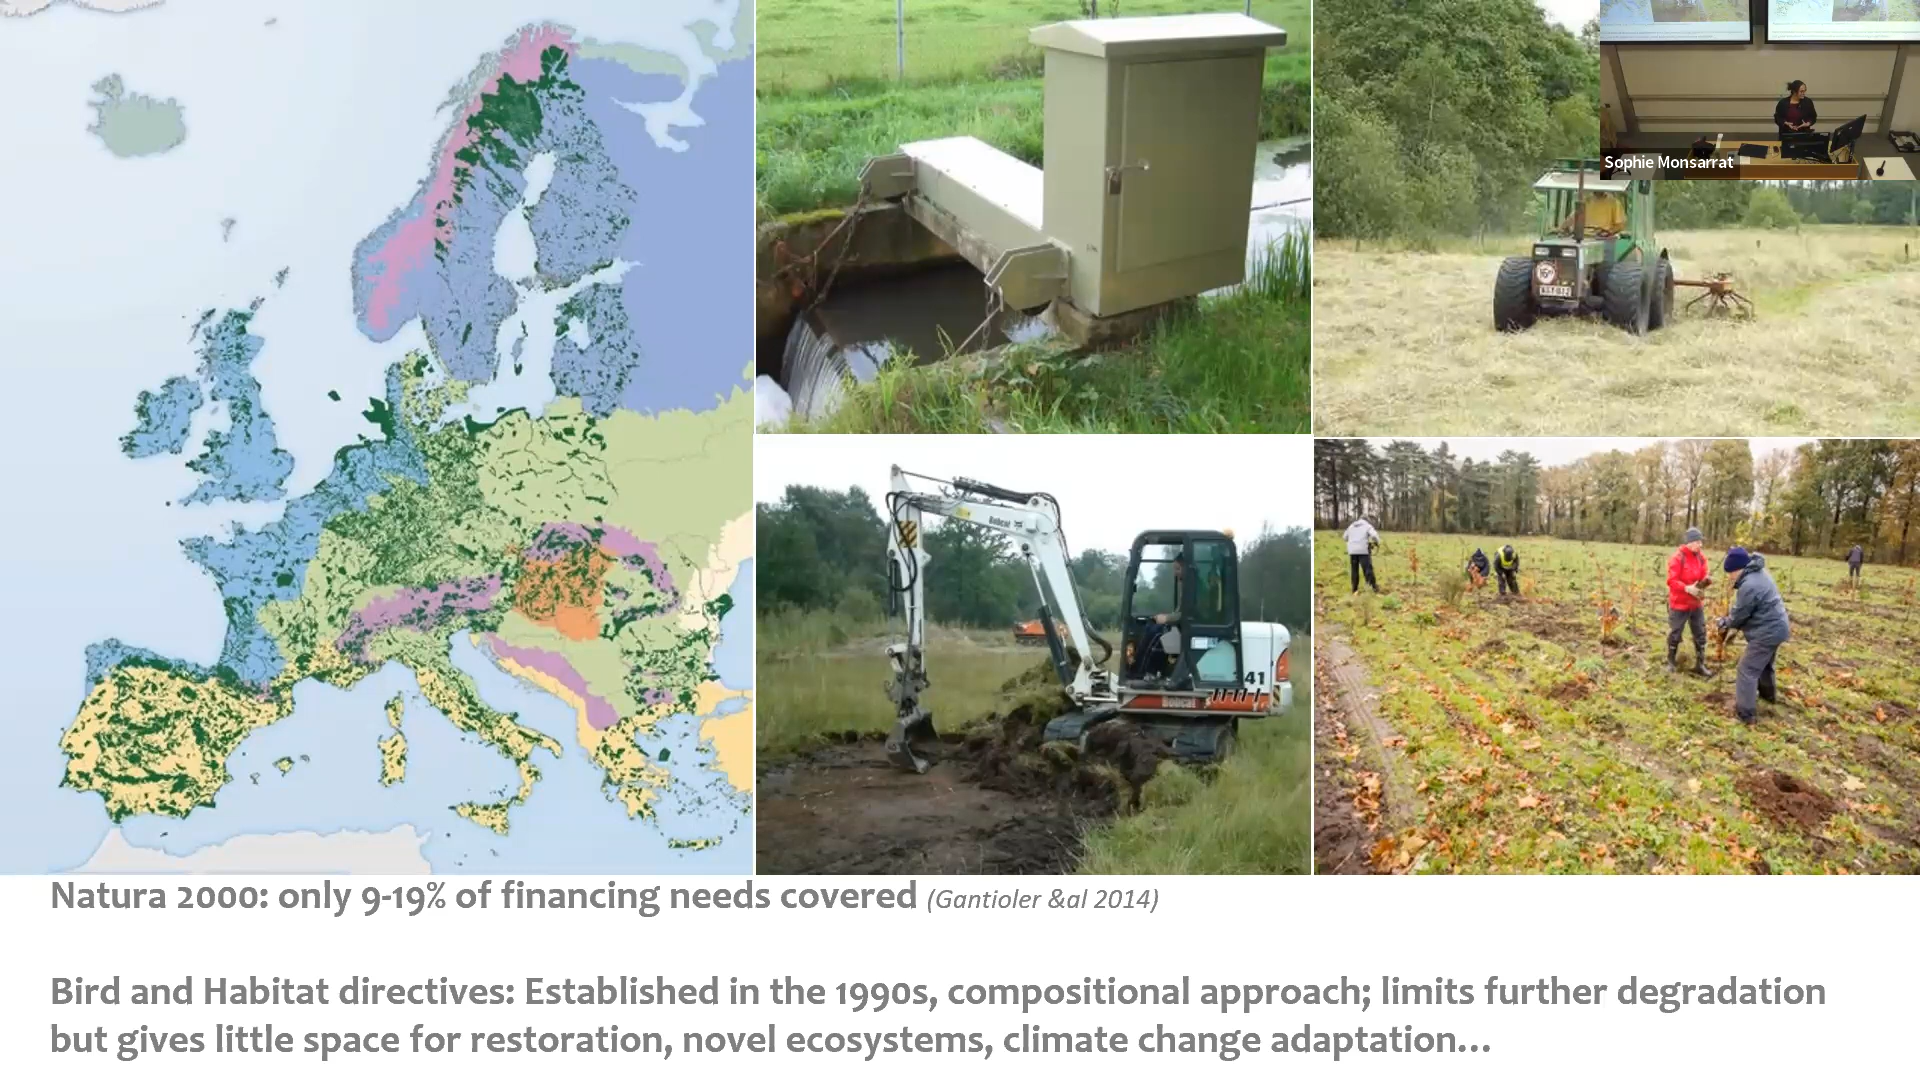 Sophie Monsarrat
Bobcat
41
Natura 2000: only 9-19% of financing needs covered (Gantioler &al 2014)
Bird and Habitat directives: Established in the 1990s, compositional approach; limits further degradation
but gives little space for restoration, novel ecosystems, climate change adaptation...